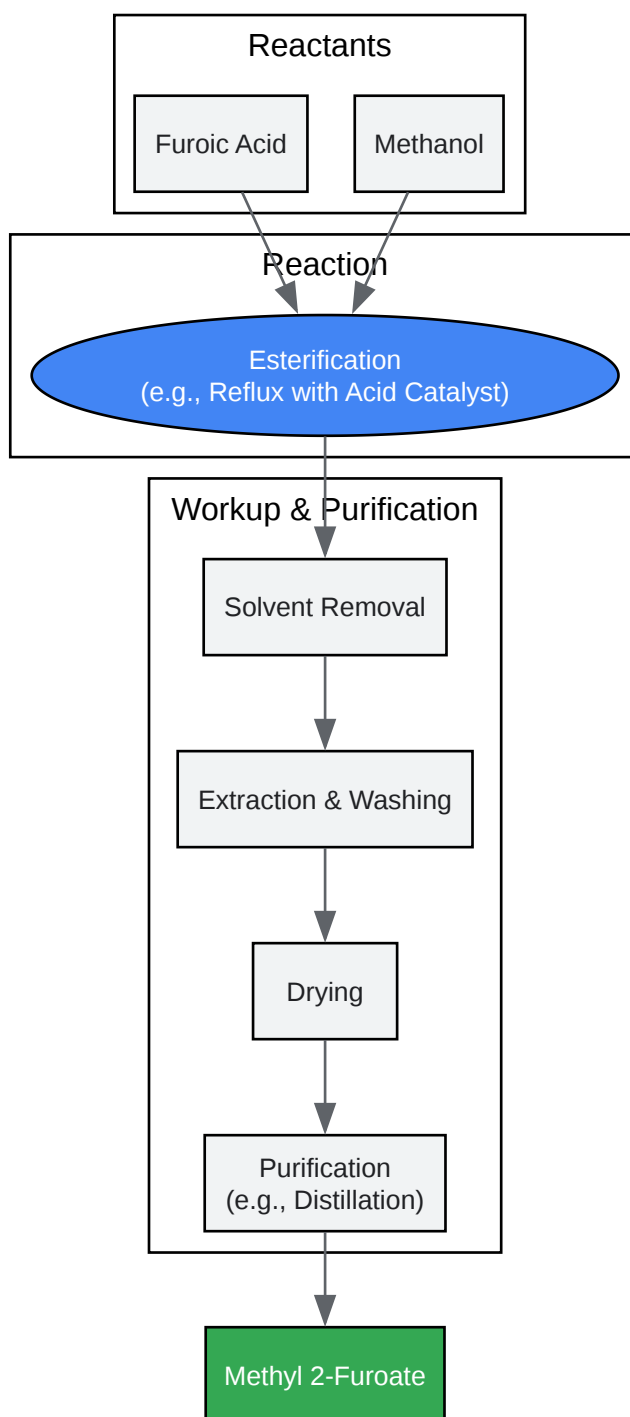 Reactants
Furoic Acid
Methanol
Reaction
Esterification
(e.g., Reflux with Acid Catalyst)
Workup & Purification
Solvent Removal
Extraction & Washing
Drying
Purification
(e.g., Distillation)
Methyl 2-Furoate